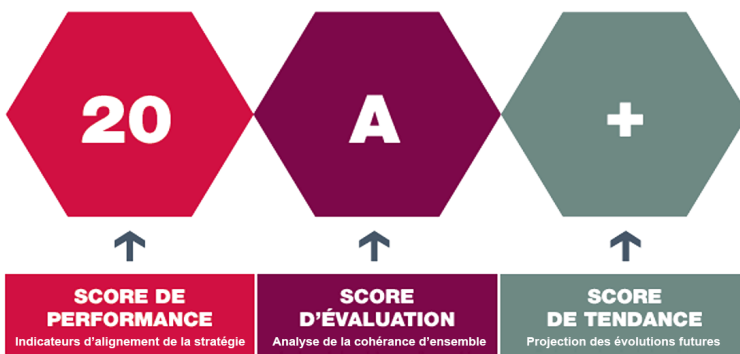 20
A
+
SCORE DE
PERFORMANCE
Indicateurs d'alignement de la stratégie
SCORE
D'ÉVALUATION
Analyse de la cohérance d'ensemble
SCORE
DE TENDANCE
Projection des évolutions futures